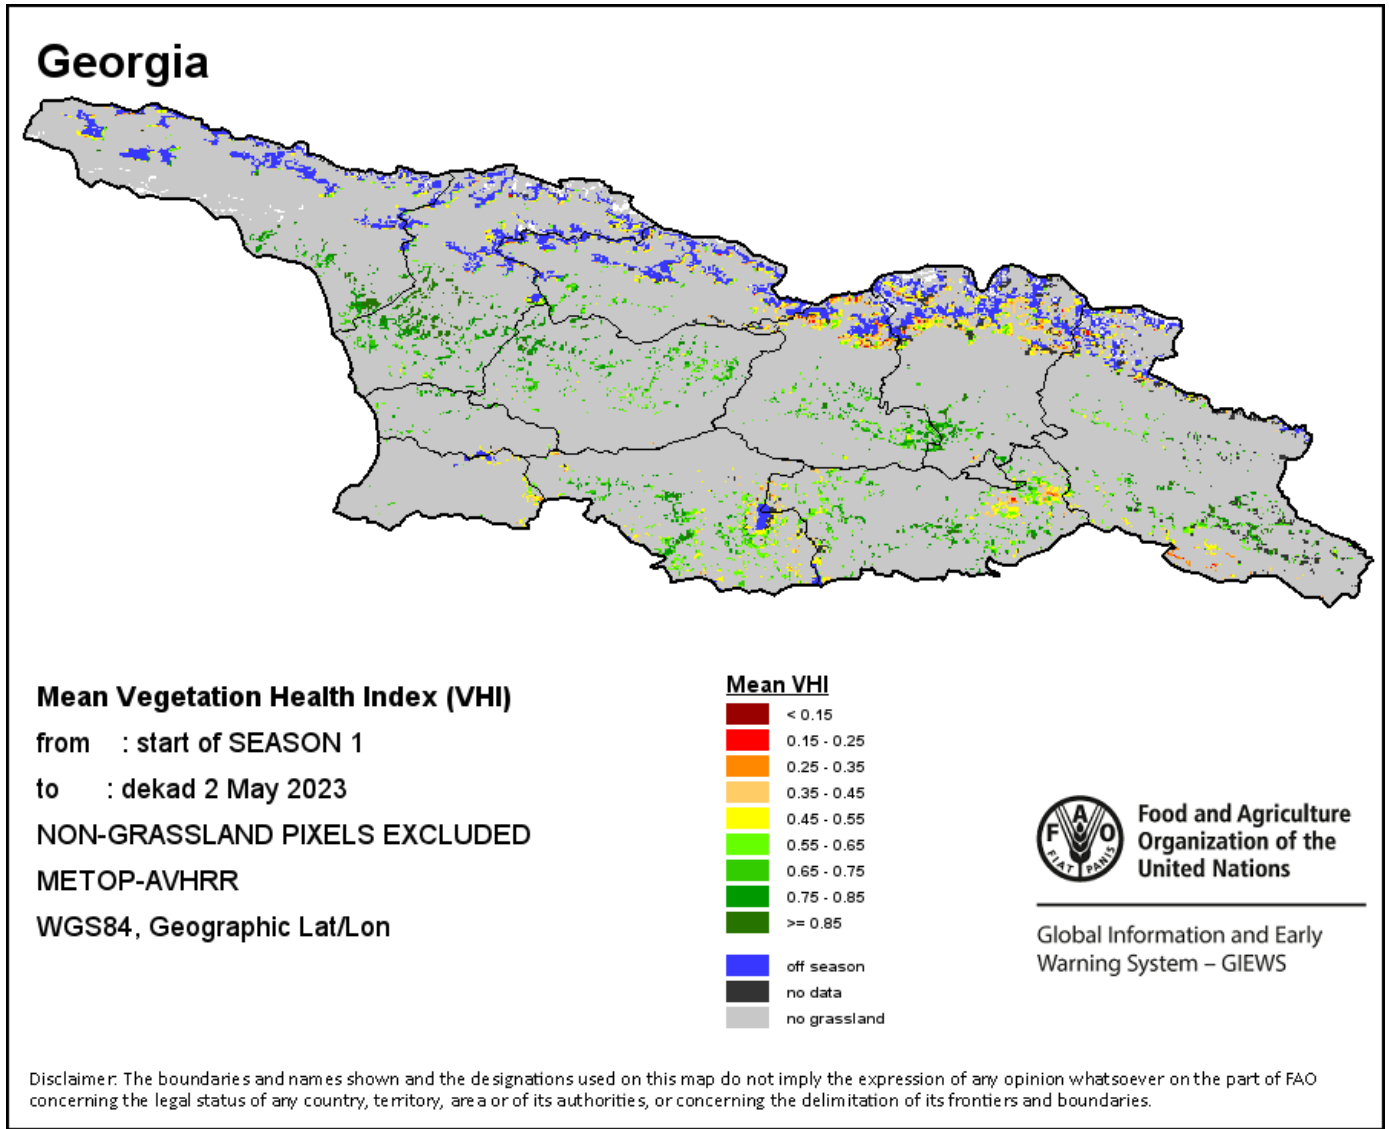 Georgia
Mean Vegetation Health Index (VHI)
from : start of SEASON 1
to : dekad 2 May 2023
NON-GRASSLAND PIXELS EXCLUDED
METOP-AVHRR
WGS84, Geographic Lat/Lon
Mean VHI
< 0.15
0.15 - 0.25
0.25 - 0.35
0.35 - 0.45
0.45 - 0.55
0.55 - 0.65
0.65 - 0.75
0.75 - 0.85
>= 0.85
off season
no data
no grassland
F A O
FIAT PANIS
Food and Agriculture
Organization of the
United Nations
Global Information and Early
Warning System – GIEWS
Disclaimer: The boundaries and names shown and the designations used on this map do not imply the expression of any opinion whatsoever on the part of FAO
concerning the legal status of any country, territory, area or of its authorities, or concerning the delimitation of its frontiers and boundaries.